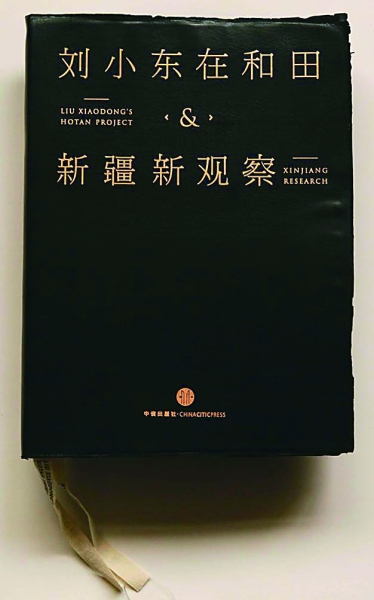 刘小东在和田
LIU XIAODONG'S
HOTAN PROJECT
‹ & ›
新疆新观察
XINJIANG
RESEARCH
中信出版社·CHINACITICPRESS